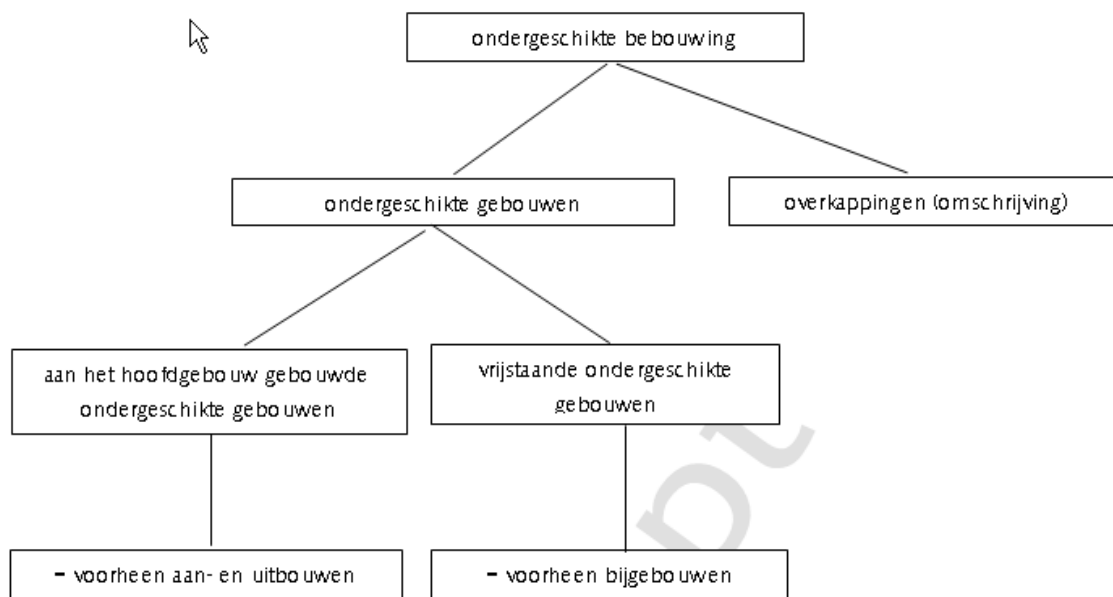 ondergeschikte bebouwing
ondergeschikte gebouwen
overkappingen (omschrijving)
aan het hoofdgebouw gebouwde
ondergeschikte gebouwen
vrijstaande ondergeschikte
gebouwen
- voorheen aan- en uitbouwen
- voorheen bijgebouwen
pt